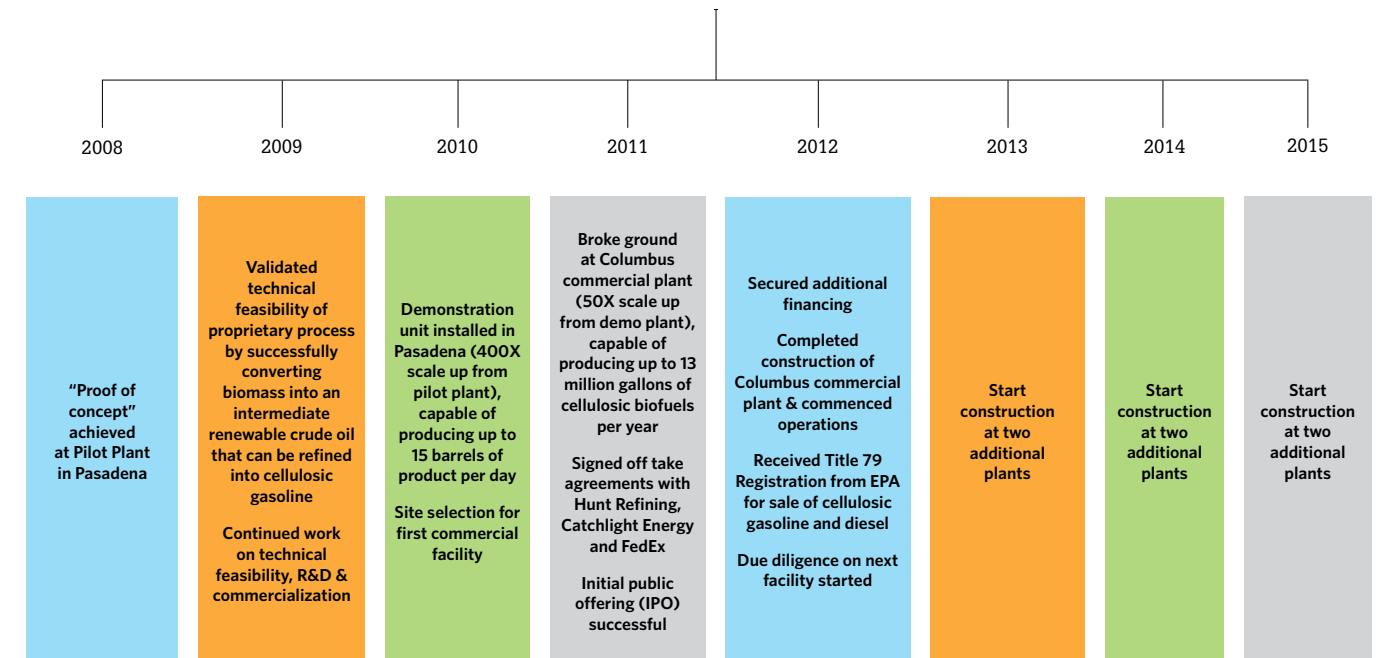 2008
2009
2010
2011
2012
2013
2014
2015
“Proof of
concept”
achieved
at Pilot Plant
in Pasadena
Validated
technical
feasibility of
proprietary process
by successfully
converting
biomass into an
intermediate
renewable crude oil
that can be refined
into cellulosic
gasoline
Continued work
on technical
feasibility, R&D &
commercialization
Demonstration
unit installed in
Pasadena (400X
scale up from
pilot plant),
capable of
producing up to
15 barrels of
product per day
Site selection for
first commercial
facility
Broke ground
at Columbus
commercial plant
(50X scale up
from demo plant),
capable of
producing up to 13
million gallons of
cellulosic biofuels
per year
Signed off take
agreements with
Hunt Refining,
Catchlight Energy
and FedEx
Initial public
offering (IPO)
successful
Secured additional
financing
Completed
construction of
Columbus commercial
plant & commenced
operations
Received Title 79
Registration from EPA
for sale of cellulosic
gasoline and diesel
Due diligence on next
facility started
Start
construction
at two
additional
plants
Start
construction
at two
additional
plants
Start
construction
at two
additional
plants